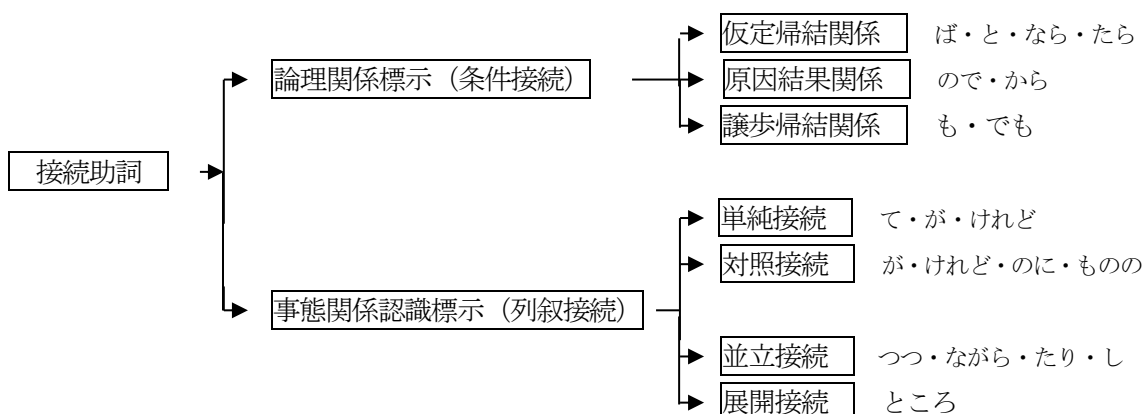 仮定帰結関係 ば・と・なら・たら
論理関係標示（条件接続） 原因結果関係 ので・から
譲歩帰結関係 も・でも
接続助詞
単純接続 て・が・けれど
対照接続 が・けれど・のに・ものの
事態関係認識標示（列叙接続）
並立接続 つつ・ながら・たり・し
展開接続 ところ